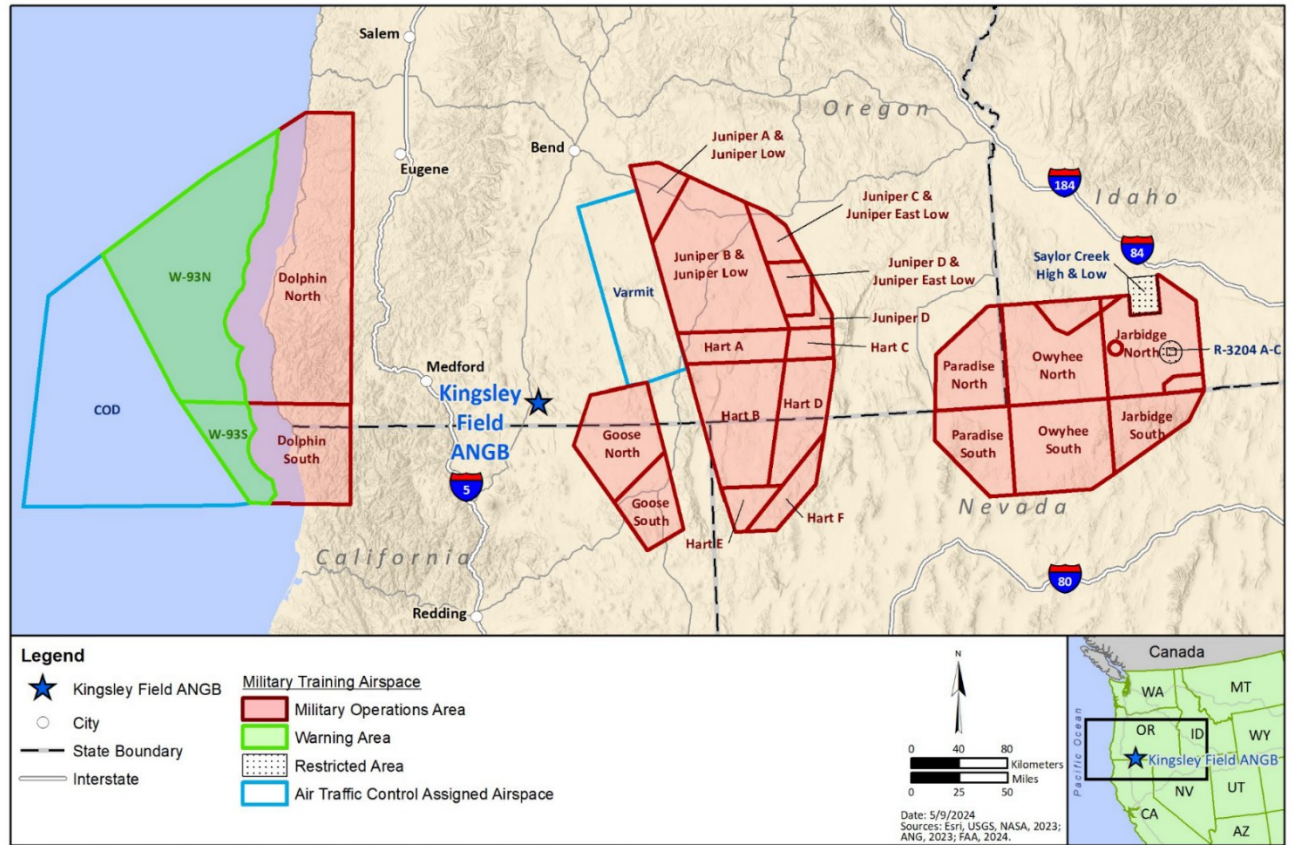 Salem
Oregon
Juniper A &
Juniper Low
Bend
Eugene
184
Idaho
Juniper C &
Juniper East Low
84
W-93N
Dolphin
North
Juniper B &
Juniper Low
Juniper D &
Juniper East Low
Saylor Creek
High & Low
Varmit
Juniper D
Hart A
Hart C
Jarbidge
North
R-3204 A-C
Medford
Paradise
North
Owyhee
North
COD
Kingsley
Field
ANGB
Hart B
Hart D
W-93S
Dolphin
South
Goose
North
Paradise
South
Owyhee
South
Jarbidge
South
5
Goose
South
Hart E
Hart F
Nevada
California
80
Redding
Legend
Kingsley Field ANGB
City
State Boundary
Interstate
Military Training Airspace
Military Operations Area
Warning Area
Restricted Area
Air Traffic Control Assigned Airspace
N
0 40 80
Kilometers
Miles
0 25 50
Date: 5/9/2024
Sources: Esri, USGS, NASA, 2023;
ANG, 2023; FAA, 2024.
Canada
Pacific Ocean
WA
MT
OR
ID
WY
Kingsley Field ANGB
NV
UT
CA
AZ